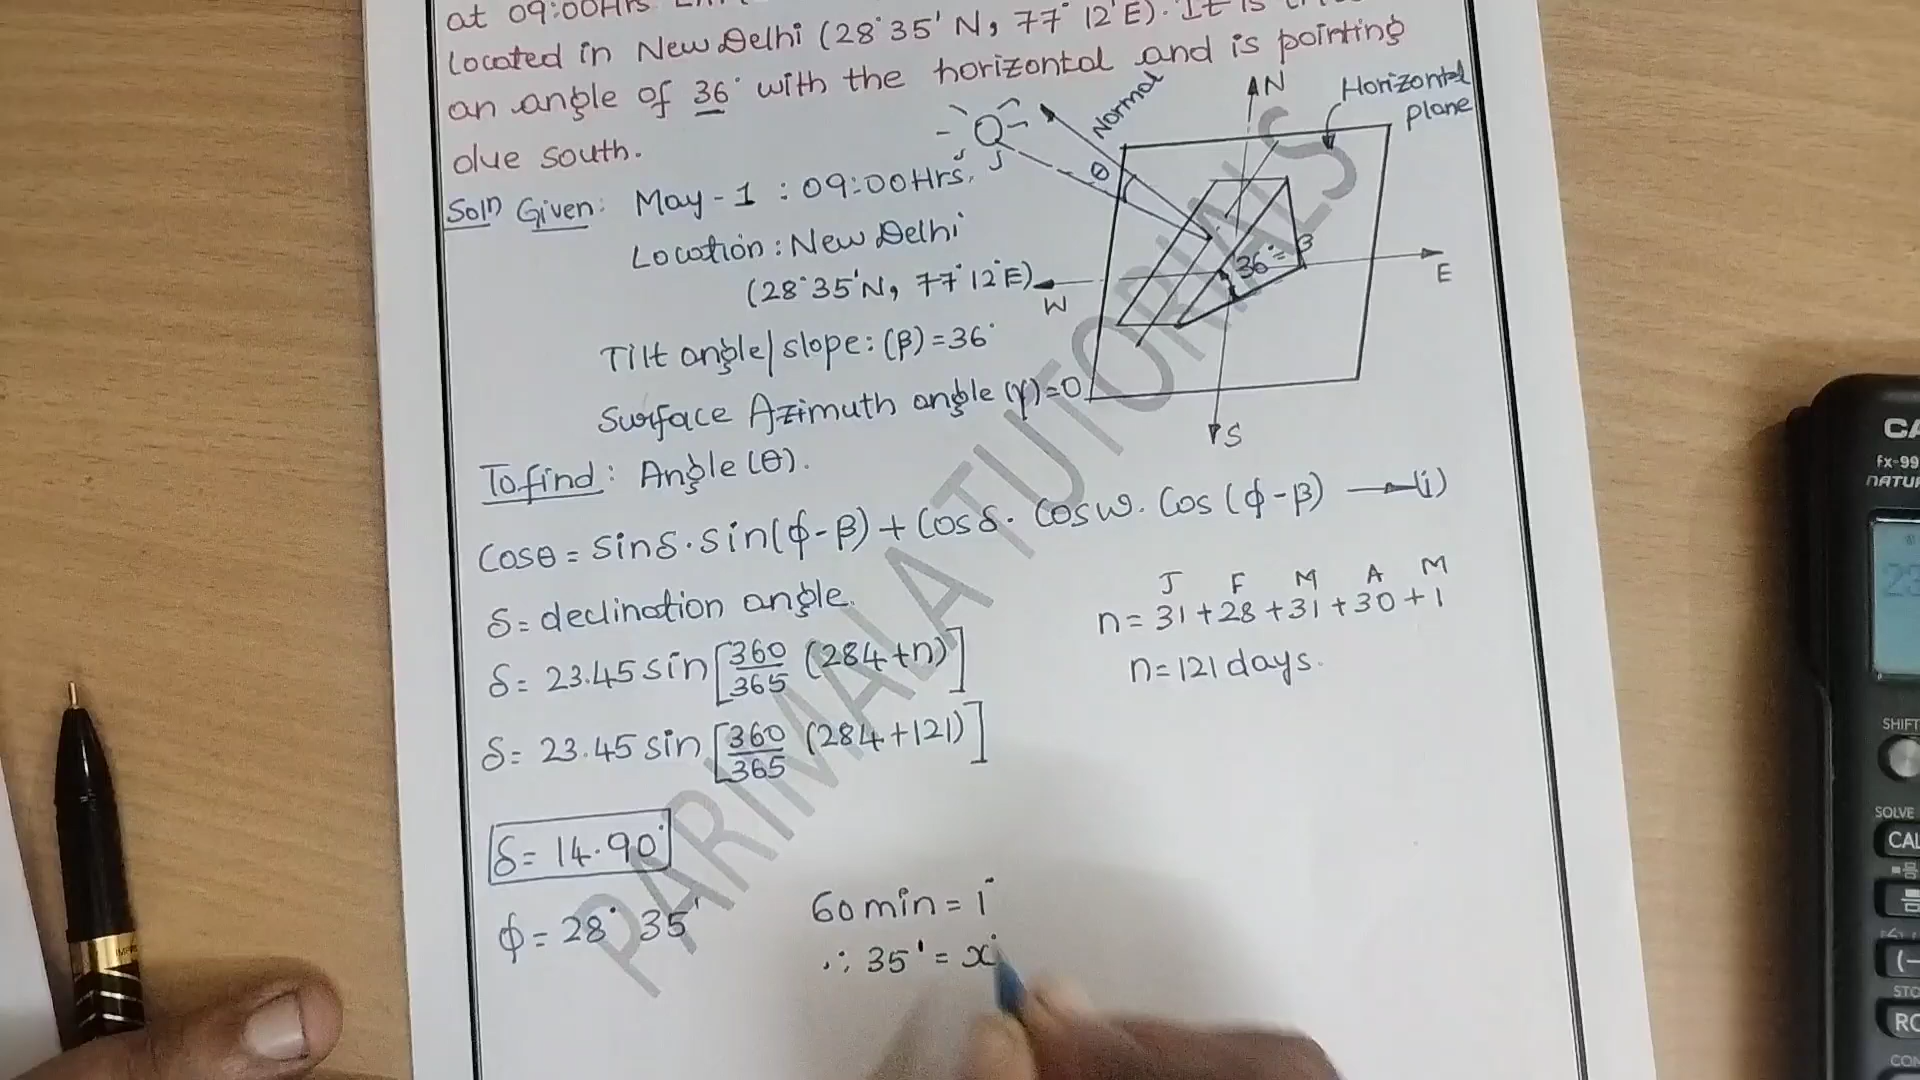 at 09:00Hrs
located in New Delhi (28°35'N, 77°12'E). It is
an angle of 36° with the horizontal and is pointing
due south.
Normal
N
Horizontal
plane
θ
36°=β
E
W
S
Soln Given: May-1 : 09:00Hrs.
Location: New Delhi
(28°35'N, 77°12'E)
Tilt angle/slope: (β)=36°
Surface Azimuth angle (γ)=0
To find: Angle (θ).
Cosθ = sinδ. sin(ϕ-β) + Cosδ. Cosω. Cos(ϕ-β) →(i)
δ = declination angle.
J F M A M
n = 31+28+31+30+1
n=121 days.
δ = 23.45 sin[360/365 (284+n)]
δ = 23.45 sin[360/365 (284+121)]
δ = 14.90°
ϕ = 28° 35'
60 min = 1°
∴ 35' = x°
PARIMALA TUTORIALS
CA
fx-99
NATU
23
SHIFT
SOLVE
CAL
(-
STO
RC